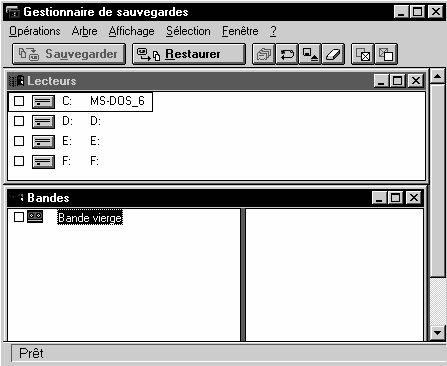 Gestionnaire de sauvegardes
Opérations Arbre Affichage Sélection Fenêtre ?
Sauvegarder Restaurer
Lecteurs
C: MS-DOS_6
D: D:
E: E:
F: F:
Bandes
Bande vierge
Prêt